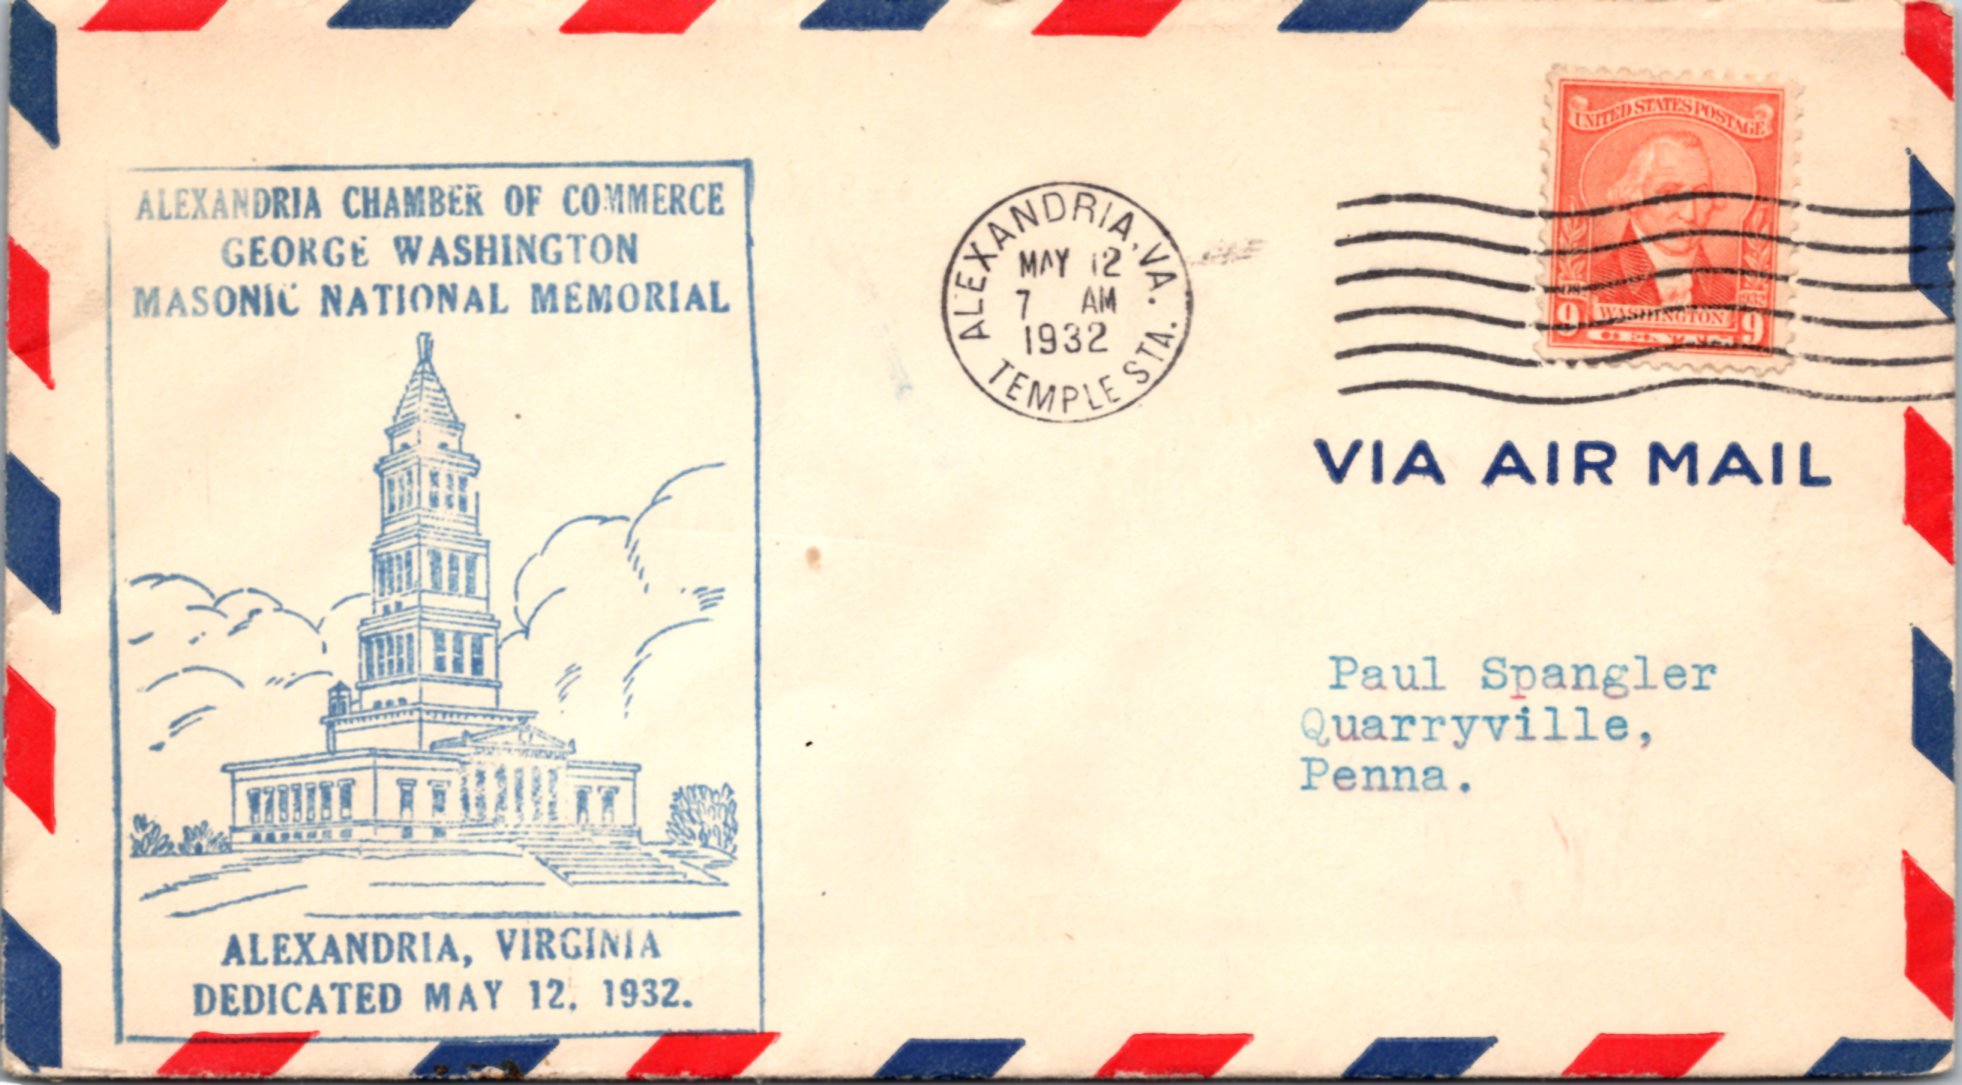 ALEXANDRIA CHAMBER OF COMMERCE
GEORGE WASHINGTON
MASONIC NATIONAL MEMORIAL
ALEXANDRIA, VIRGINIA
DEDICATED MAY 12, 1932.
ALEXANDRIA, VA.
MAY 12
7 AM
1932
TEMPLE STA.
UNITED STATES POSTAGE
9 WASHINGTON 9
VIA AIR MAIL
Paul Spangler
Quarryville,
Penna.